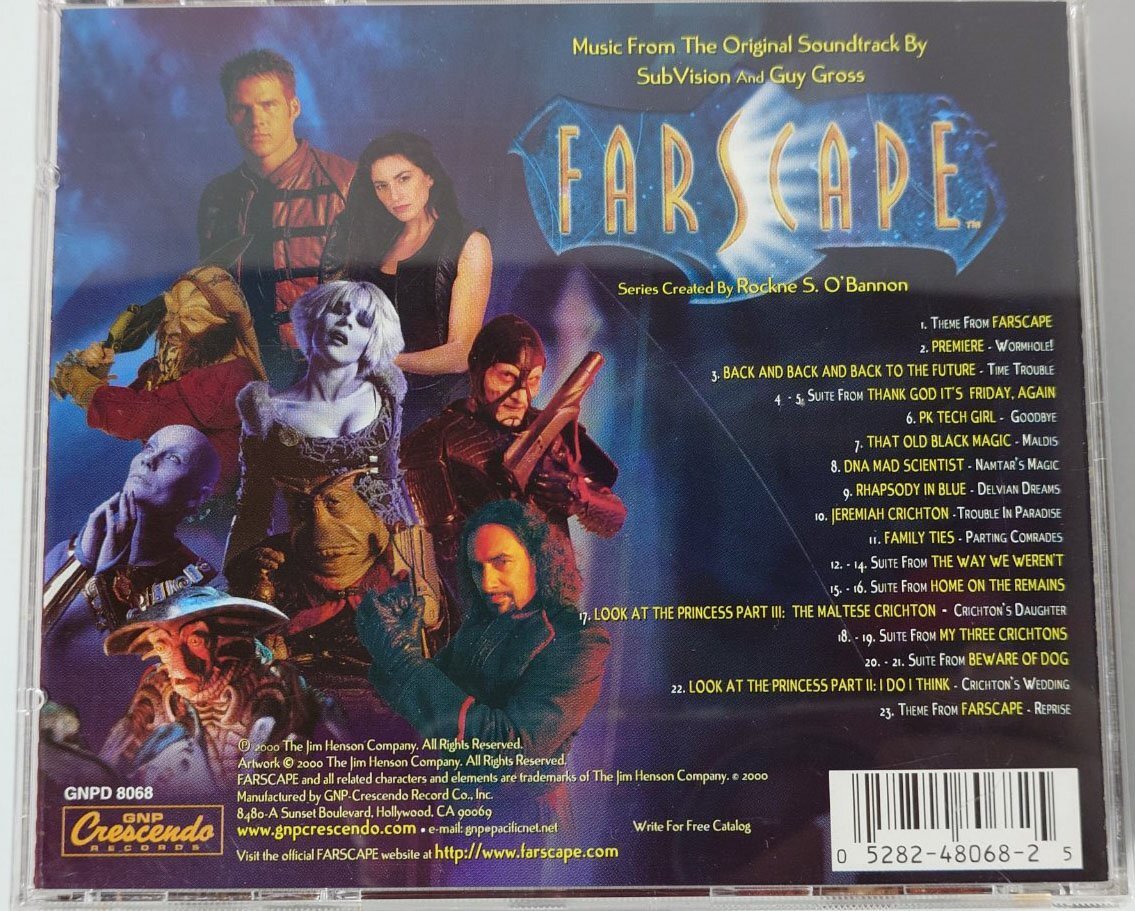 Music From The Original Soundtrack By
SubVision And Guy Gross
FARSCAPE™
Series Created By Rockne S. O'Bannon
1. Theme From FARSCAPE
2. PREMIERE - Wormhole!
3. BACK AND BACK AND BACK TO THE FUTURE - Time Trouble
4 - 5. Suite From THANK GOD IT'S FRIDAY, AGAIN
6. PK TECH GIRL - Goodbye
7. THAT OLD BLACK MAGIC - Maldis
8. DNA MAD SCIENTIST - Namtar's Magic
9. RHAPSODY IN BLUE - Delvian Dreams
10. JEREMIAH CRICHTON - Trouble In Paradise
11. FAMILY TIES - Parting Comrades
12. - 14. Suite From THE WAY WE WEREN'T
15. - 16. Suite From HOME ON THE REMAINS
17. LOOK AT THE PRINCESS PART III: THE MALTESE CRICHTON - Crichton's Daughter
18. - 19. Suite From MY THREE CRICHTONS
20. - 21. Suite From BEWARE OF DOG
22. LOOK AT THE PRINCESS PART II: I DO I THINK - Crichton's Wedding
23. Theme From FARSCAPE - Reprise
℗ 2000 The Jim Henson Company. All Rights Reserved.
Artwork © 2000 The Jim Henson Company. All Rights Reserved.
FARSCAPE and all related characters and elements are trademarks of The Jim Henson Company. © 2000
Manufactured by GNP-Crescendo Record Co., Inc.
8480-A Sunset Boulevard, Hollywood, CA 90069
www.gnpcrescendo.com • e-mail: gnp@pacificnet.net
Write For Free Catalog
Visit the official FARSCAPE website at http://www.farscape.com
GNPD 8068
GNP
Crescendo
RECORDS
0 5282-48068-2 5